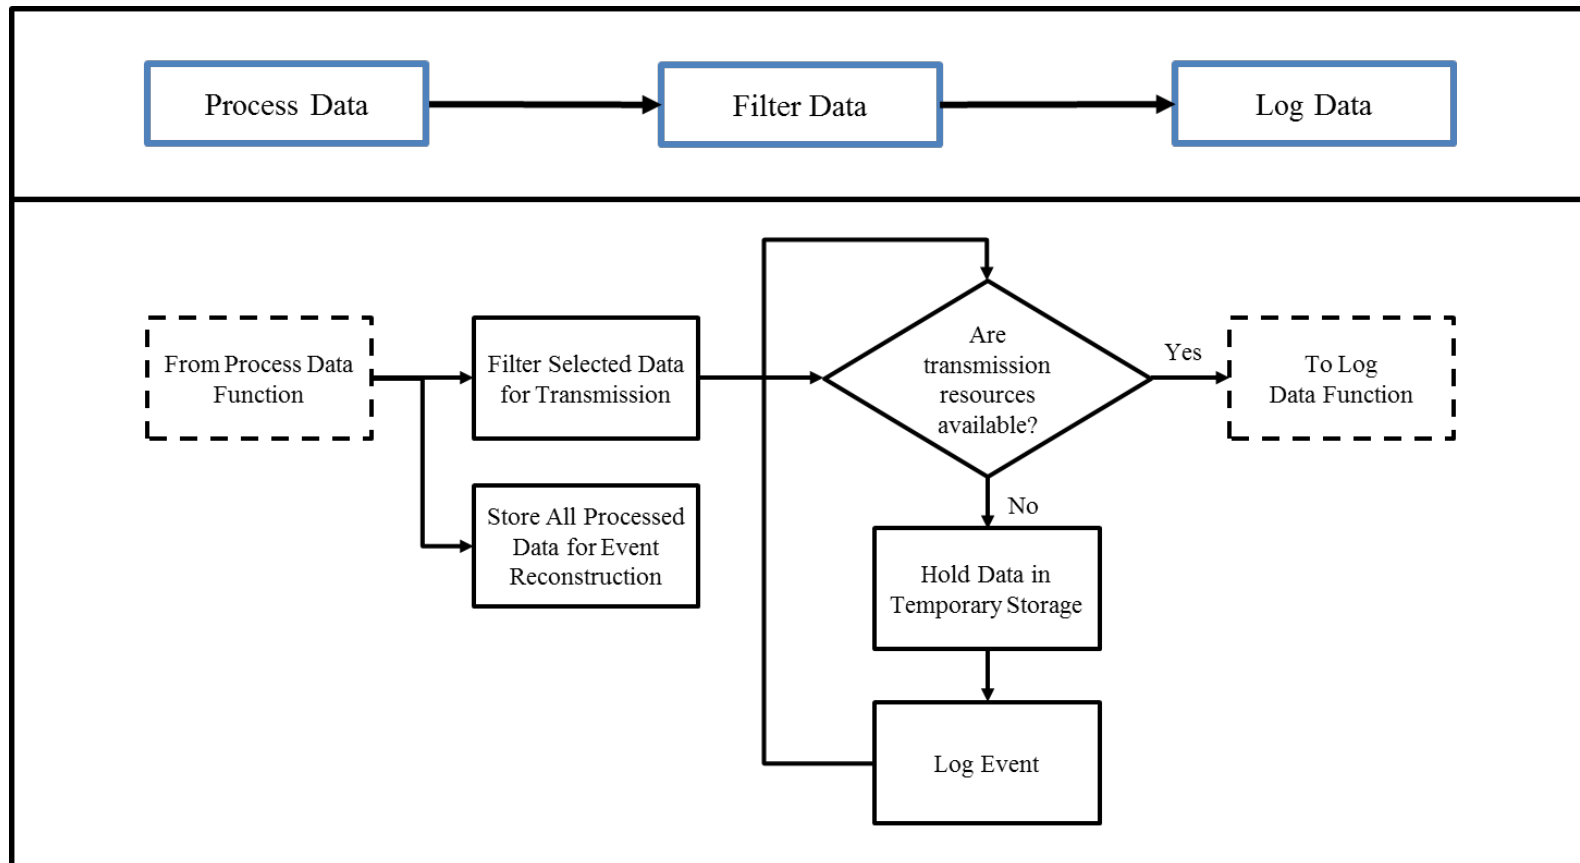 Process Data
Filter Data
Log Data
From Process Data
Function
Filter Selected Data
for Transmission
Are
transmission
resources
available?
Yes
To Log
Data Function
No
Store All Processed
Data for Event
Reconstruction
Hold Data in
Temporary Storage
Log Event